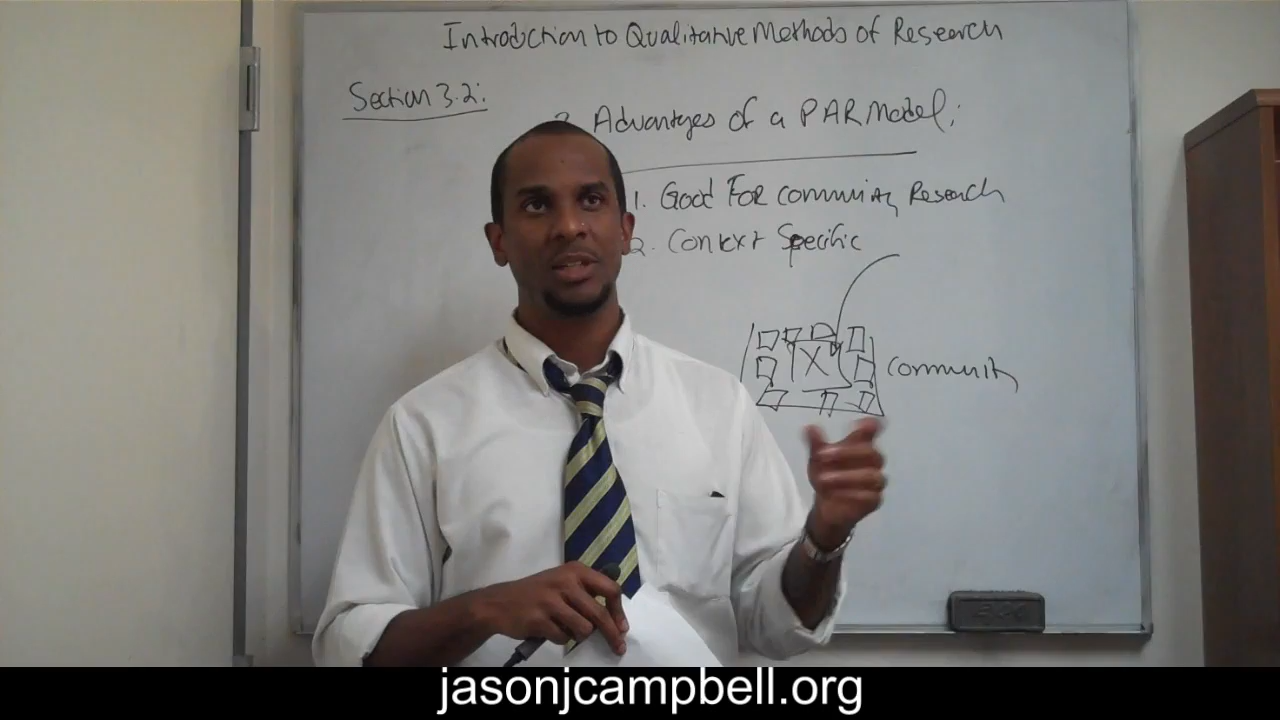 Introduction to Qualitative Methods of Research
Section 3.2:
Advantages of a PAR Model:
1. Good For community Research
2. Context Specific
X
community
jasonjcampbell.org